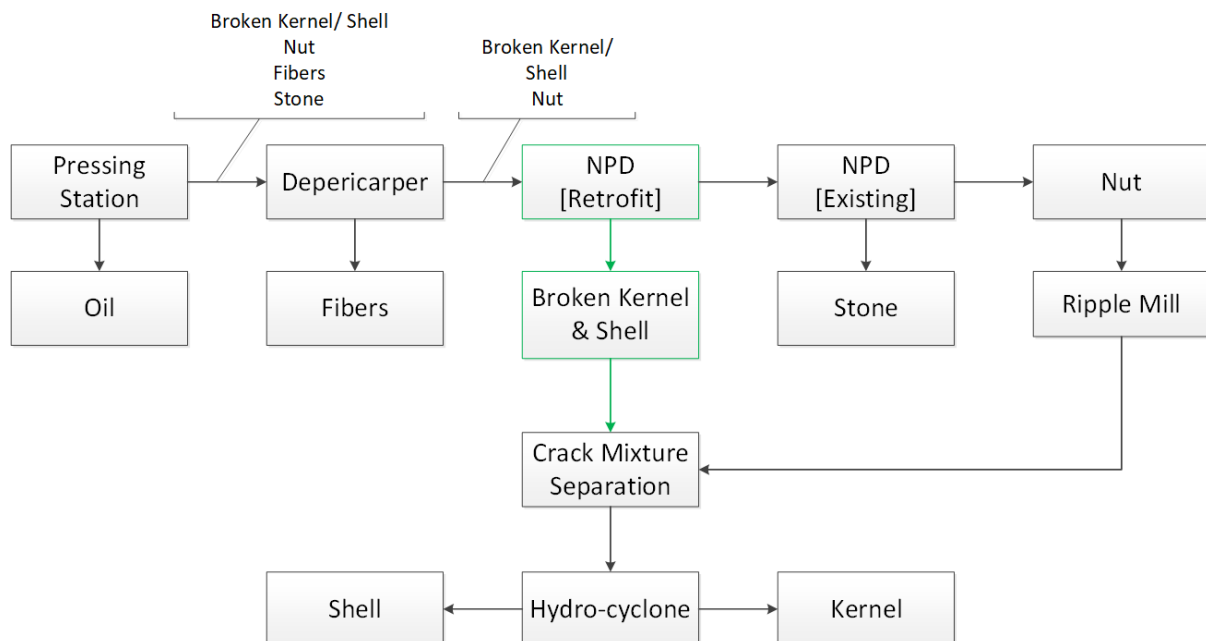 Broken Kernel/ Shell
Nut
Fibers
Stone
Broken Kernel/
Shell
Nut
Pressing
Station
Depericarper
NPD
[Retrofit]
NPD
[Existing]
Nut
Oil
Fibers
Broken Kernel
& Shell
Stone
Ripple Mill
Crack Mixture
Separation
Shell
Hydro-cyclone
Kernel